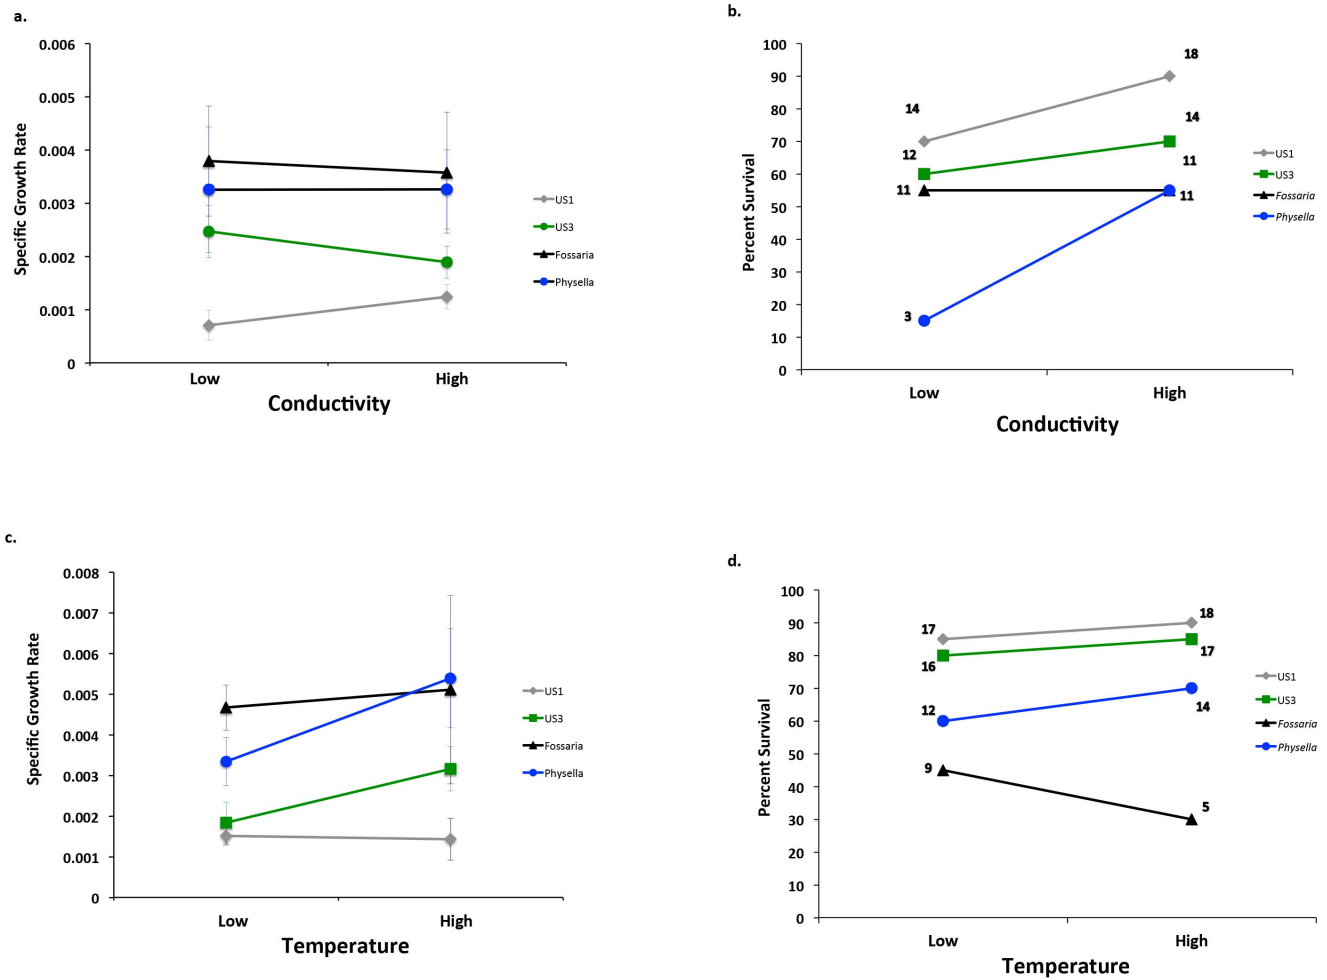 a.
0.006
0.005
0.004
0.003
0.002
0.001
0
Specific Growth Rate
Low High
Conductivity
US1
US3
Fossaria
Physella
b.
100
90
80
70
60
50
40
30
20
10
0
Percent Survival
14
12
11
3
18
14
11
11
Low High
Conductivity
US1
US3
Fossaria
Physella
c.
0.008
0.007
0.006
0.005
0.004
0.003
0.002
0.001
0
Specific Growth Rate
Low High
Temperature
US1
US3
Fossaria
Physella
d.
100
90
80
70
60
50
40
30
20
10
0
Percent Survival
17
16
12
9
18
17
14
5
Low High
Temperature
US1
US3
Fossaria
Physella